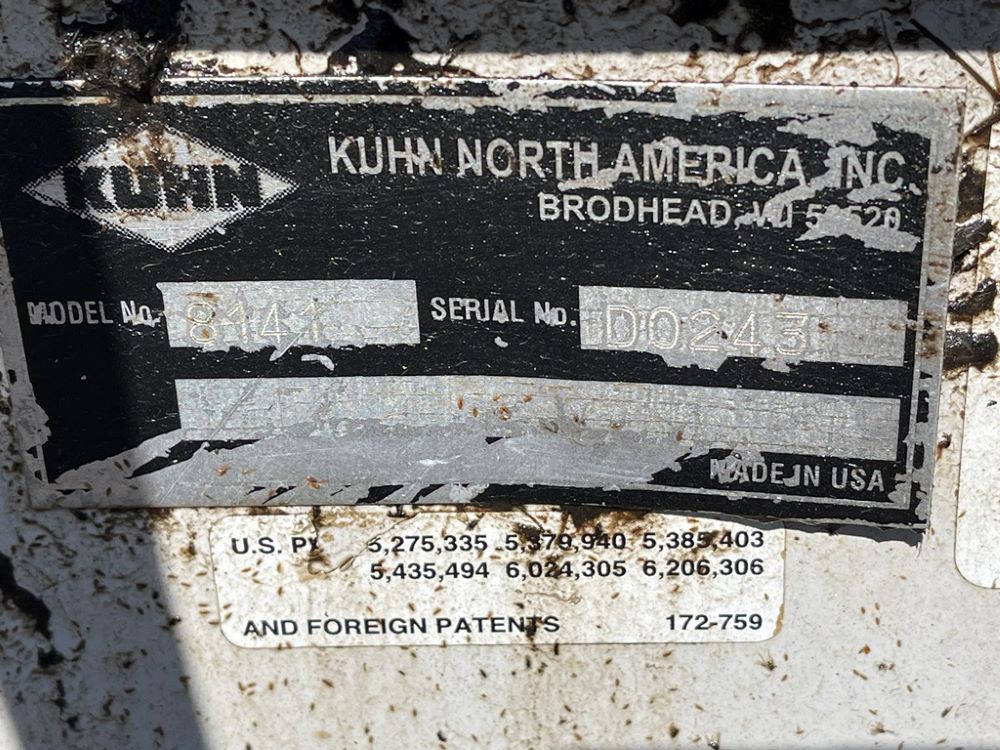 KUHN
KUHN NORTH AMERICA, INC.
BRODHEAD, WI 53520
MODEL No. 8141
SERIAL No. D0243
MADE IN USA
U.S. 5,275,335 5,379,940 5,385,403
5,435,494 6,024,305 6,206,306
AND FOREIGN PATENTS 172-759